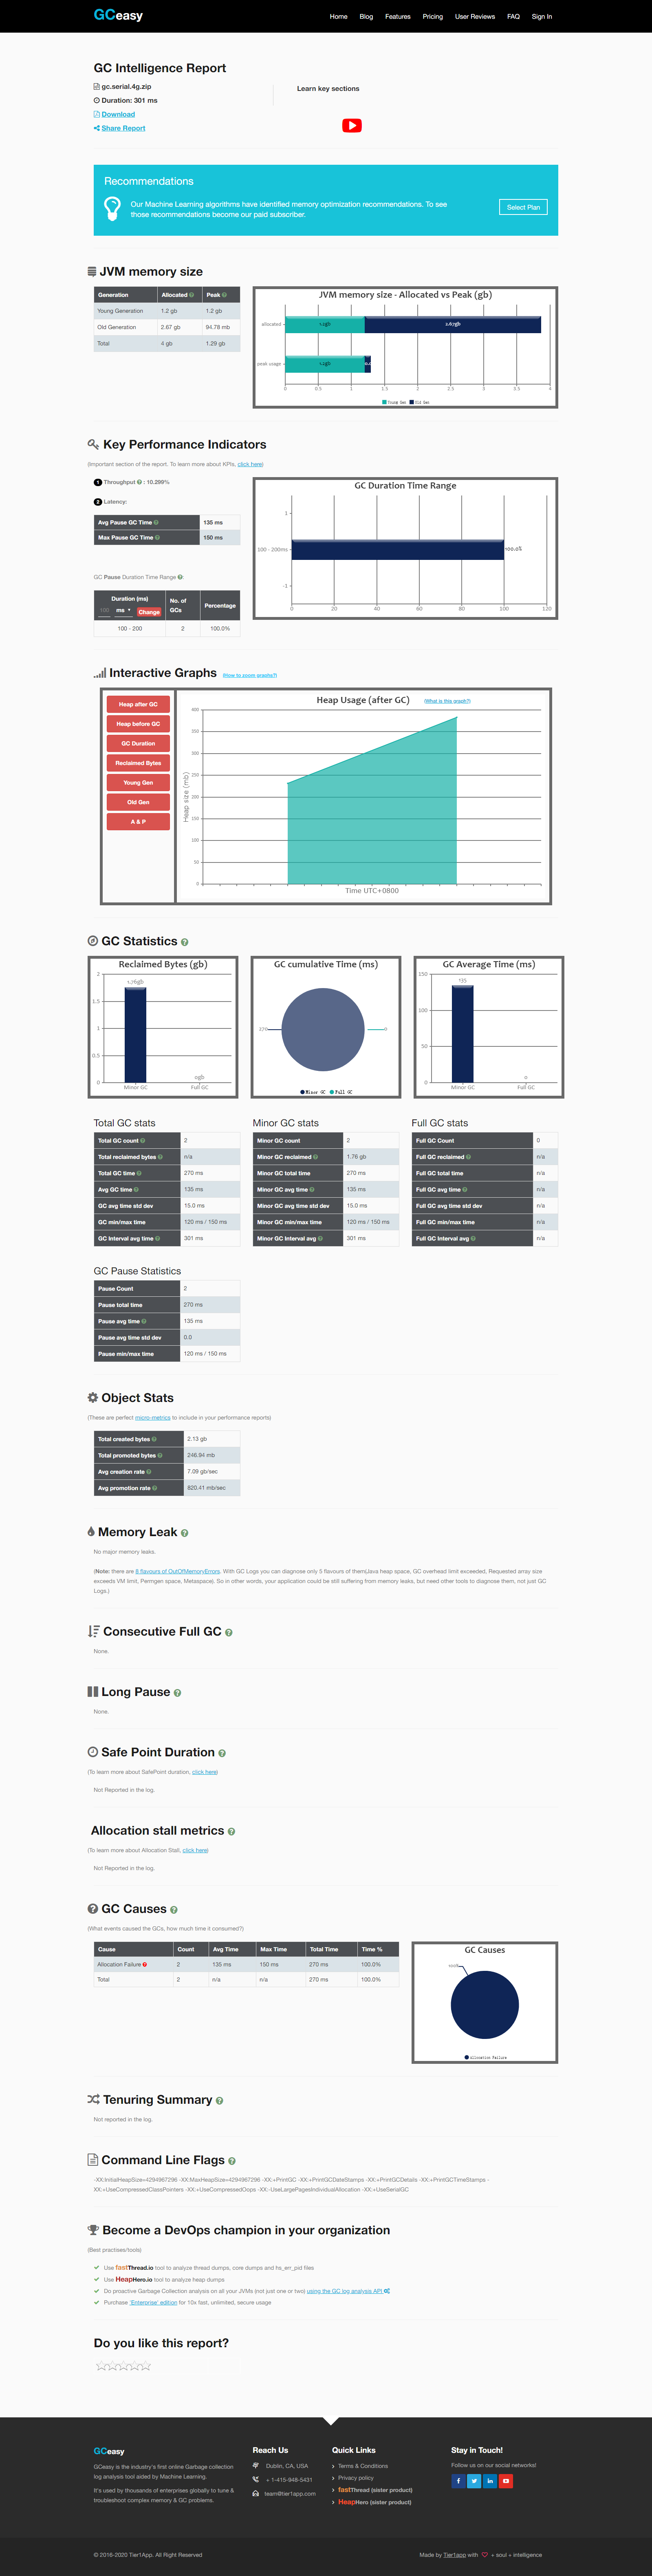 GCeasy
Home Blog Features Pricing User Reviews FAQ Sign In
GC Intelligence Report
gc.serial.4g.zip
Duration: 301 ms
Download
Share Report
Learn key sections
Recommendations
Our Machine Learning algorithms have identified memory optimization recommendations. To see
those recommendations become our paid subscriber.
Select Plan
JVM memory size
Generation Allocated Peak
Young Generation 1.2 gb 1.2 gb
Old Generation 2.67 gb 94.78 mb
Total 4 gb 1.29 gb
JVM memory size - Allocated vs Peak (gb)
allocated 1.2gb 2.67gb
peak usage 1.2gb
0 0.5 1 1.5 2 2.5 3 3.5 4
Young Gen Old Gen
Key Performance Indicators
(Important section of the report. To learn more about KPIs, click here)
1 Throughput : 10.299%
2 Latency:
Avg Pause GC Time 135 ms
Max Pause GC Time 150 ms
GC Pause Duration Time Range :
Duration (ms) No. of GCs Percentage
100 ms Change
100 - 200 2 100.0%
GC Duration Time Range
1
100 - 200ms 100.0%
-1
0 20 40 60 80 100 120
Interactive Graphs (How to zoom graphs?)
Heap after GC
Heap before GC
GC Duration
Reclaimed Bytes
Young Gen
Old Gen
A & P
Heap Usage (after GC) (What is this graph?)
Heap size (mb)
400
350
300
250
200
150
100
50
0
Time UTC+0800
GC Statistics
Reclaimed Bytes (gb)
2
1.5
1
0.5
0
1.76gb
0gb
Minor GC Full GC
GC cumulative Time (ms)
270 0
Minor GC Full GC
GC Average Time (ms)
150
100
50
0
135
0
Minor GC Full GC
Total GC stats
Total GC count 2
Total reclaimed bytes n/a
Total GC time 270 ms
Avg GC time 135 ms
GC avg time std dev 15.0 ms
GC min/max time 120 ms / 150 ms
GC Interval avg time 301 ms
Minor GC stats
Minor GC count 2
Minor GC reclaimed 1.76 gb
Minor GC total time 270 ms
Minor GC avg time 135 ms
Minor GC avg time std dev 15.0 ms
Minor GC min/max time 120 ms / 150 ms
Minor GC Interval avg 301 ms
Full GC stats
Full GC Count 0
Full GC reclaimed n/a
Full GC total time n/a
Full GC avg time n/a
Full GC avg time std dev n/a
Full GC min/max time n/a
Full GC Interval avg n/a
GC Pause Statistics
Pause Count 2
Pause total time 270 ms
Pause avg time 135 ms
Pause avg time std dev 0.0
Pause min/max time 120 ms / 150 ms
Object Stats
(These are perfect micro-metrics to include in your performance reports)
Total created bytes 2.13 gb
Total promoted bytes 246.94 mb
Avg creation rate 7.09 gb/sec
Avg promotion rate 820.41 mb/sec
Memory Leak
No major memory leaks.
(Note: there are 8 flavours of OutOfMemoryErrors. With GC Logs you can diagnose only 5 flavours of them(Java heap space, GC overhead limit exceeded, Requested array size
exceeds VM limit, Permgen space, Metaspace). So in other words, your application could be still suffering from memory leaks, but need other tools to diagnose them, not just GC
Logs.)
Consecutive Full GC
None.
Long Pause
None.
Safe Point Duration
(To learn more about SafePoint duration, click here)
Not Reported in the log.
Allocation stall metrics
(To learn more about Allocation Stall, click here)
Not Reported in the log.
GC Causes
(What events caused the GCs, how much time it consumed?)
Cause Count Avg Time Max Time Total Time Time %
Allocation Failure 2 135 ms 150 ms 270 ms 100.0%
Total 2 n/a n/a 270 ms 100.0%
GC Causes
100%
Allocation Failure
Tenuring Summary
Not reported in the log.
Command Line Flags
-XX:InitialHeapSize=4294967296 -XX:MaxHeapSize=4294967296 -XX:+PrintGC -XX:+PrintGCDateStamps -XX:+PrintGCDetails -XX:+PrintGCTimeStamps -
XX:+UseCompressedClassPointers -XX:+UseCompressedOops -XX:-UseLargePagesIndividualAllocation -XX:+UseSerialGC
Become a DevOps champion in your organization
(Best practises/tools)
Use fastThread.io tool to analyze thread dumps, core dumps and hs_err_pid files
Use HeapHero.io tool to analyze heap dumps
Do proactive Garbage Collection analysis on all your JVMs (not just one or two) using the GC log analysis API
Purchase 'Enterprise' edition for 10x fast, unlimited, secure usage
Do you like this report?
GCeasy
GCeasy is the industry's first online Garbage collection
log analysis tool aided by Machine Learning.
It's used by thousands of enterprises globally to tune &
troubleshoot complex memory & GC problems.
Reach Us
Dublin, CA, USA
+ 1-415-948-5431
team@tier1app.com
Quick Links
Terms & Conditions
Privacy policy
fastThread (sister product)
HeapHero (sister product)
Stay in Touch!
Follow us on our social networks!
© 2016-2020 Tier1App. All Right Reserved
Made by Tier1app with + soul + intelligence